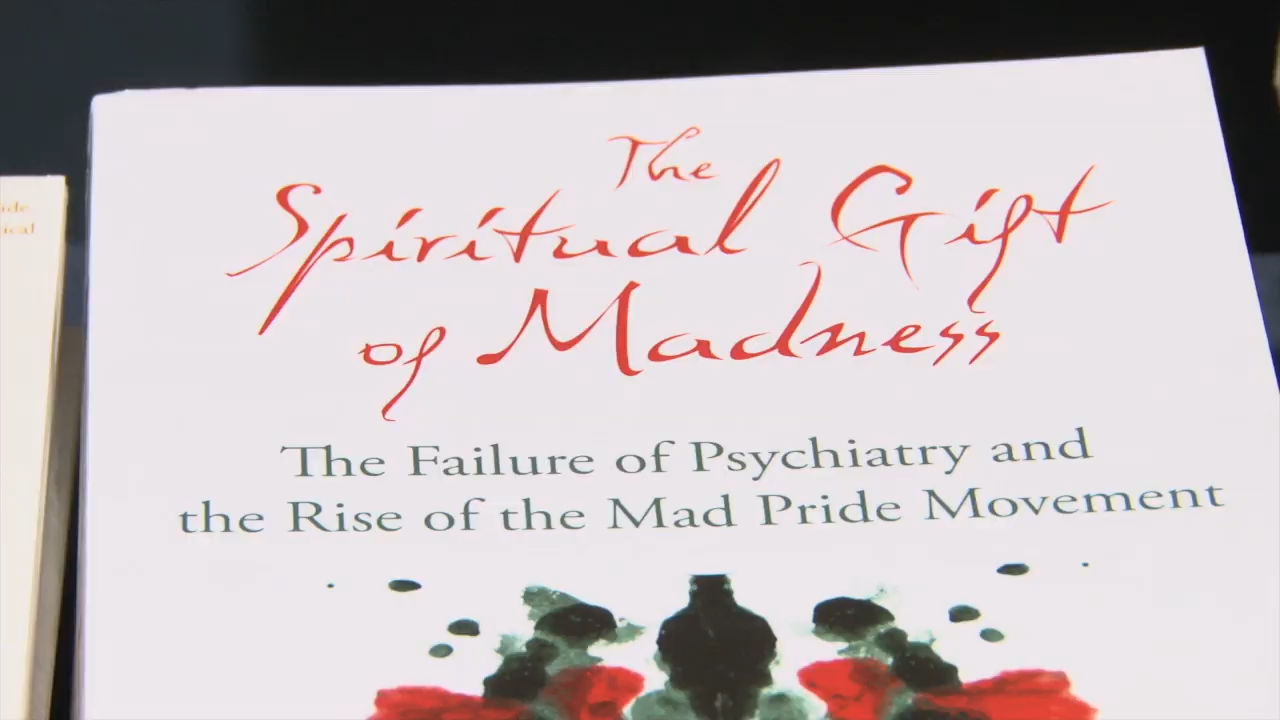 The
Spiritual Gift
of Madness
The Failure of Psychiatry and
the Rise of the Mad Pride Movement